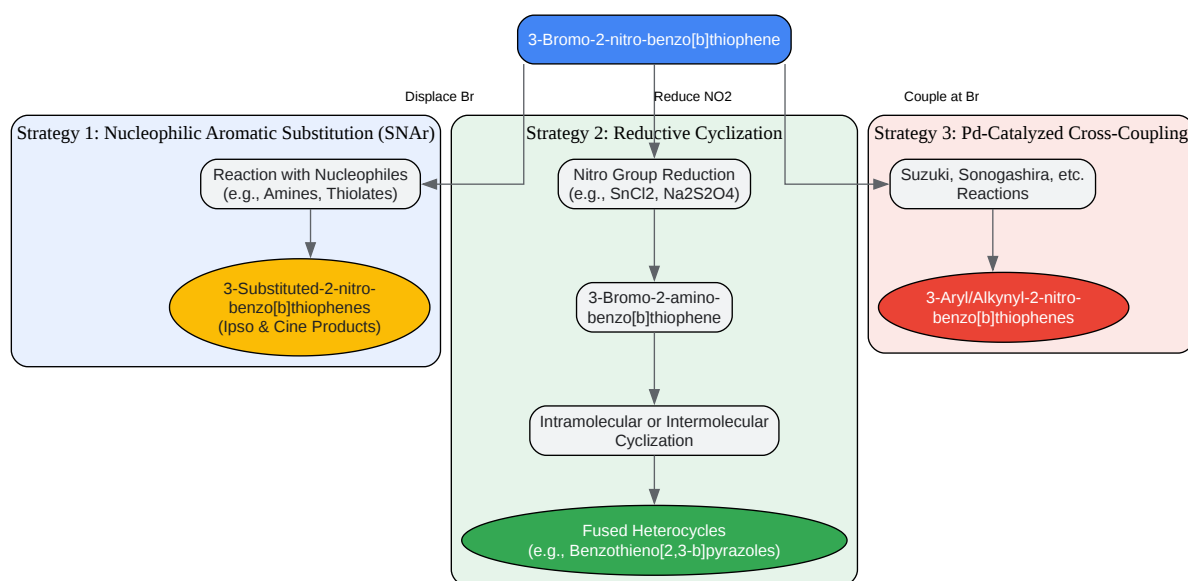 3-Bromo-2-nitro-benzo[b]thiophene
Displace Br
Reduce NO2
Couple at Br
Strategy 1: Nucleophilic Aromatic Substitution (SNAr)
Reaction with Nucleophiles
(e.g., Amines, Thiolates)
3-Substituted-2-nitro-
benzo[b]thiophenes
(Ipso & Cine Products)
Strategy 2: Reductive Cyclization
Nitro Group Reduction
(e.g., SnCl2, Na2S2O4)
3-Bromo-2-amino-
benzo[b]thiophene
Intramolecular or Intermolecular
Cyclization
Fused Heterocycles
(e.g., Benzothieno[2,3-b]pyrazoles)
Strategy 3: Pd-Catalyzed Cross-Coupling
Suzuki, Sonogashira, etc.
Reactions
3-Aryl/Alkynyl-2-nitro-
benzo[b]thiophenes